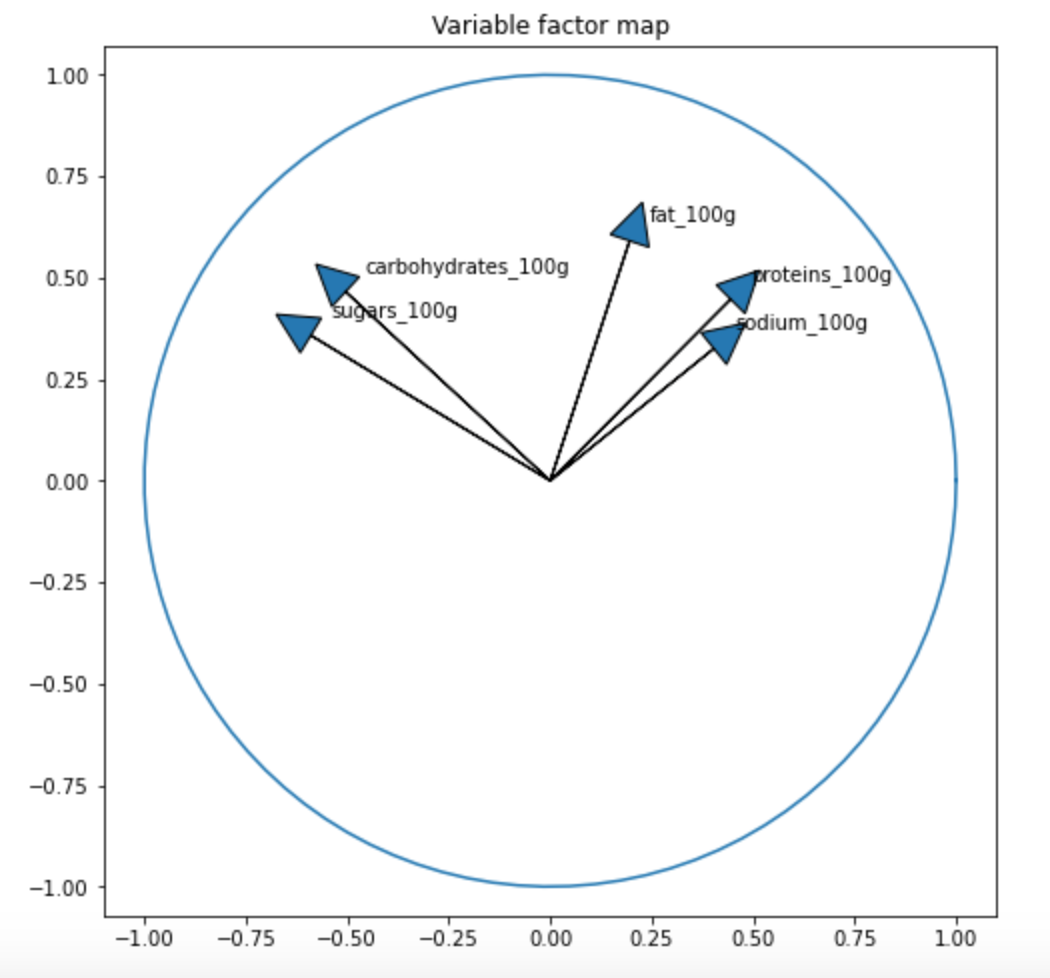 Variable factor map
1.00
0.75
fat_100g
carbohydrates_100g
0.50
proteins_100g
sugars_100g
sodium_100g
0.25
0.00
−0.25
−0.50
−0.75
−1.00
−1.00 −0.75 −0.50 −0.25 0.00 0.25 0.50 0.75 1.00